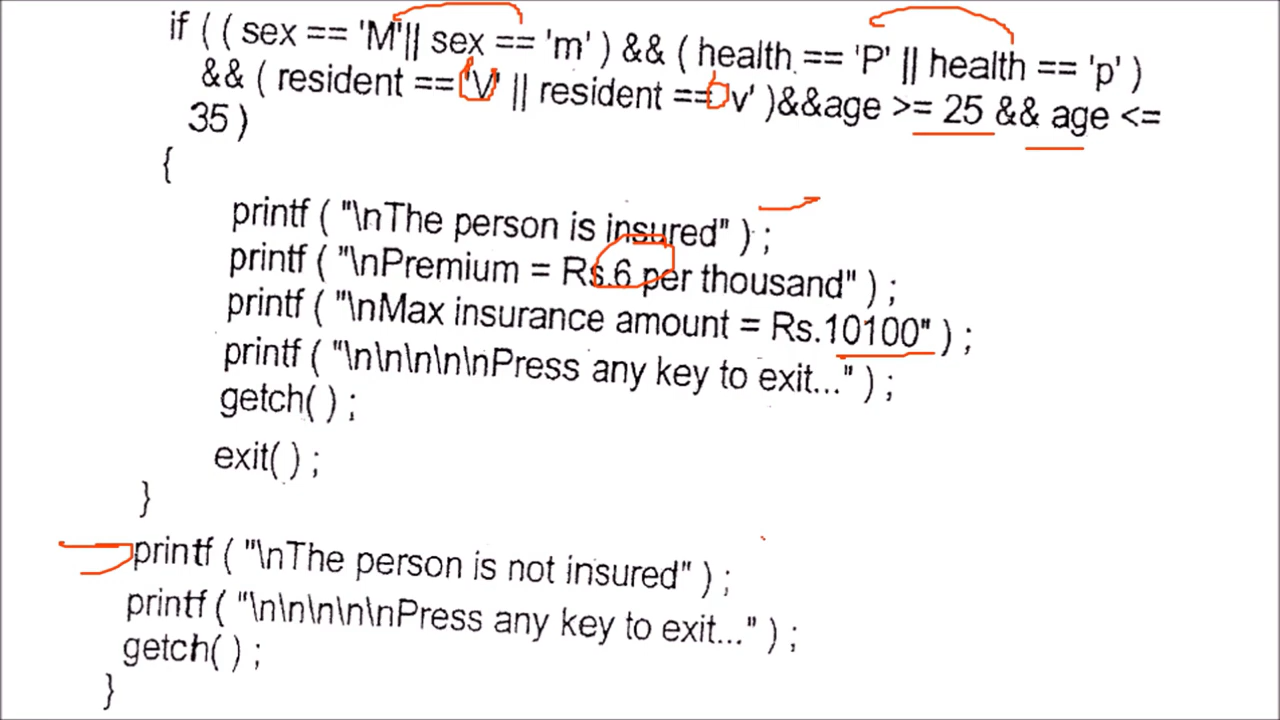 if ( ( sex == 'M'|| sex == 'm' ) && ( health == 'P' || health == 'p' )
&& ( resident == 'V' || resident == 'v' )&&age >= 25 && age <=
35 )
{
printf ( "\nThe person is insured" ) ;
printf ( "\nPremium = Rs.6 per thousand" ) ;
printf ( "\nMax insurance amount = Rs.10100" ) ;
printf ( "\n\n\n\n\nPress any key to exit..." ) ;
getch( ) ;
exit( ) ;
}
printf ( "\nThe person is not insured" ) ;
printf ( "\n\n\n\n\nPress any key to exit..." ) ;
getch( ) ;
}